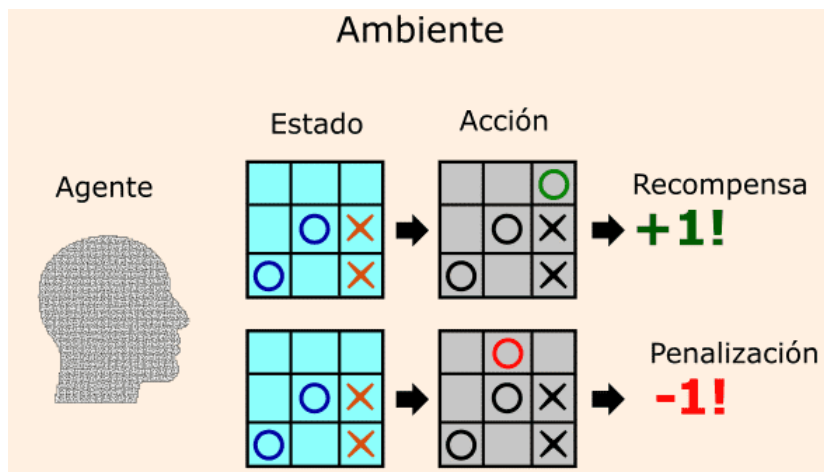 Ambiente
Estado
Acción
Agente
Recompensa
+1!
Penalización
-1!